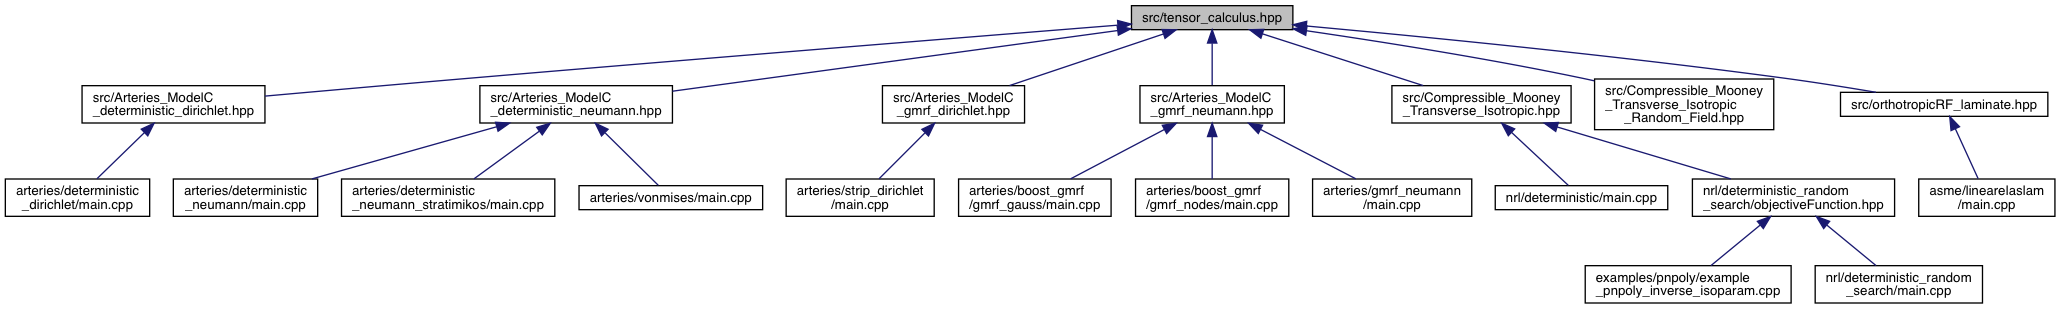 src/tensor_calculus.hpp
src/Arteries_ModelC
_deterministic_dirichlet.hpp
src/Arteries_ModelC
_deterministic_neumann.hpp
src/Arteries_ModelC
_gmrf_dirichlet.hpp
src/Arteries_ModelC
_gmrf_neumann.hpp
src/Compressible_Mooney
_Transverse_Isotropic.hpp
src/Compressible_Mooney
_Transverse_Isotropic
_Random_Field.hpp
src/orthotropicRF_laminate.hpp
arteries/deterministic
_dirichlet/main.cpp
arteries/deterministic
_neumann/main.cpp
arteries/deterministic
_neumann_stratimikos/main.cpp
arteries/vonmises/main.cpp
arteries/strip_dirichlet
/main.cpp
arteries/boost_gmrf
/gmrf_gauss/main.cpp
arteries/boost_gmrf
/gmrf_nodes/main.cpp
arteries/gmrf_neumann
/main.cpp
nrl/deterministic/main.cpp
nrl/deterministic_random
_search/objectiveFunction.hpp
asme/linearelaslam
/main.cpp
examples/pnpoly/example
_pnpoly_inverse_isoparam.cpp
nrl/deterministic_random
_search/main.cpp